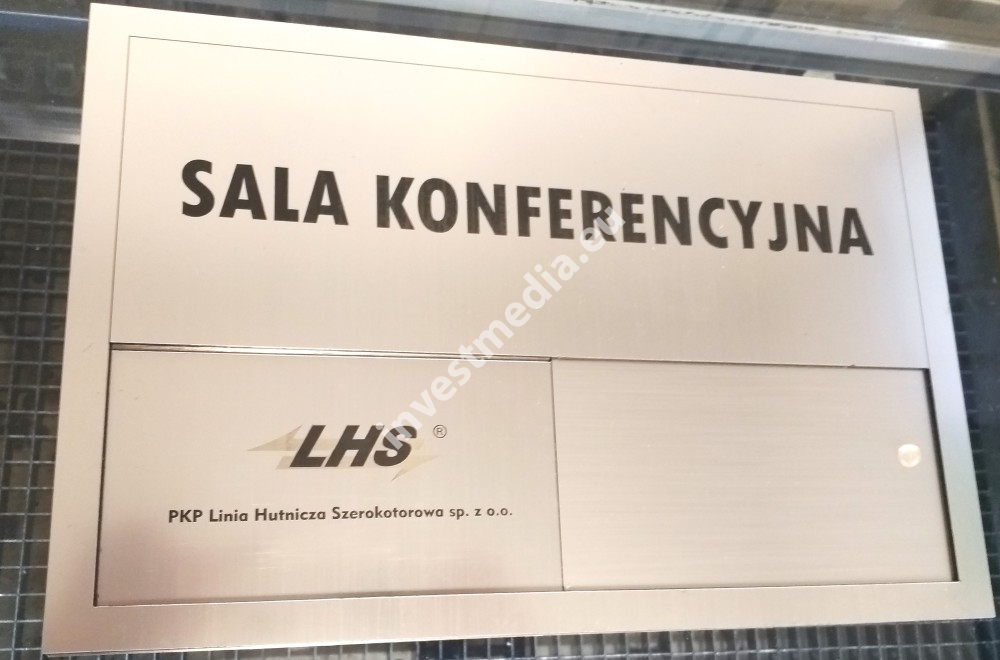 SALA KONFERENCYJNA
investmedia.eu
LHS ®
PKP Linia Hutnicza Szerokotorowa sp. z o.o.